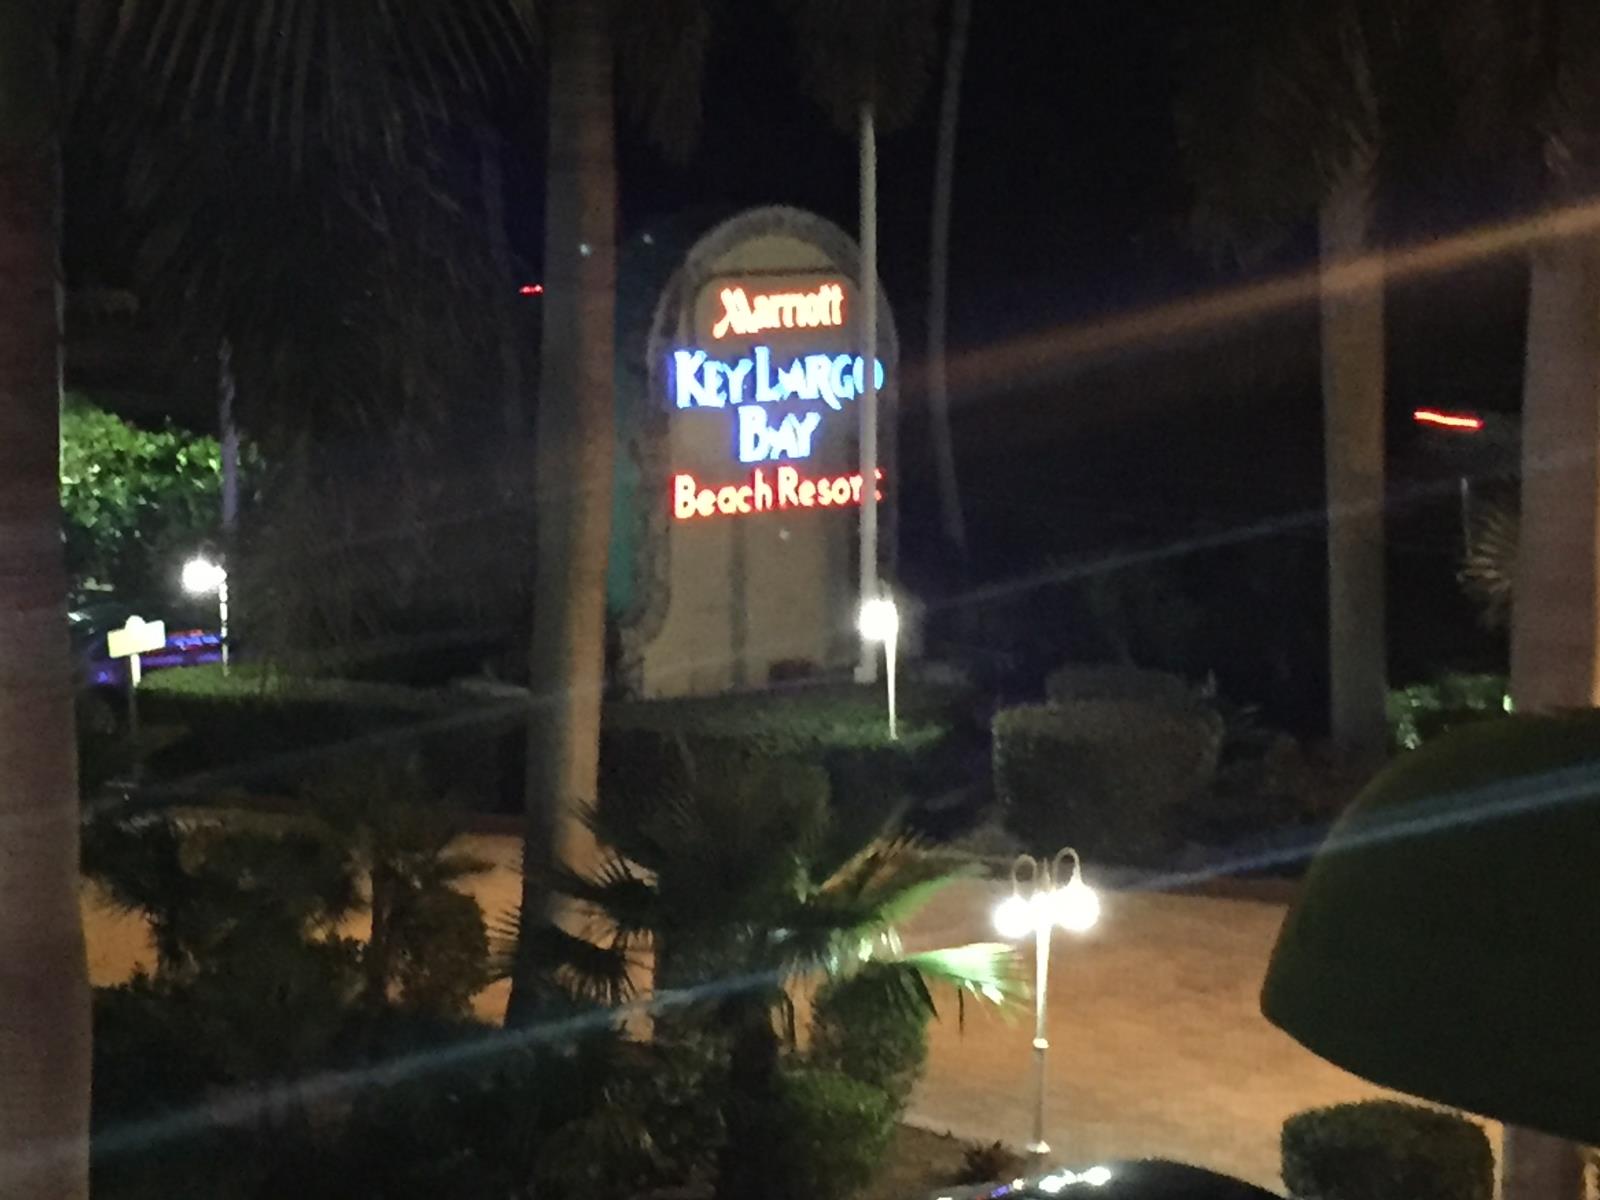 Marriott
KEY LARGO
BAY
Beach Resort